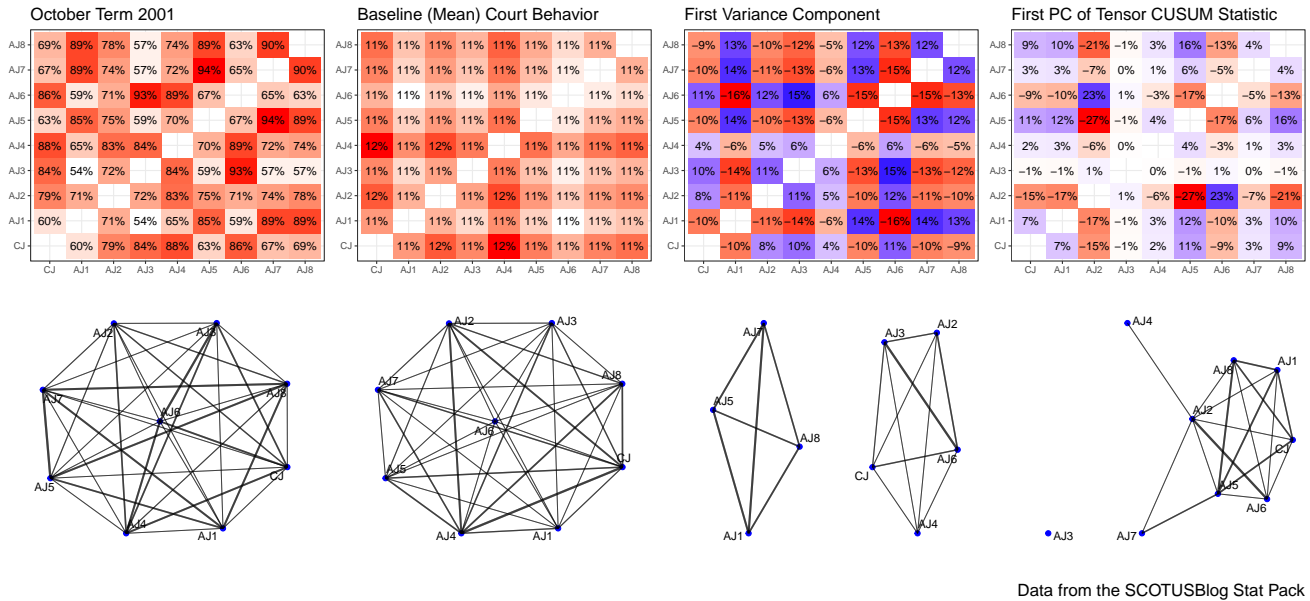 October Term 2001
AJ8 69% 89% 78% 57% 74% 89% 63% 90%
AJ7 67% 89% 74% 57% 72% 94% 65% 90%
AJ6 86% 59% 71% 93% 89% 67% 65% 63%
AJ5 63% 85% 75% 59% 70% 67% 94% 89%
AJ4 88% 65% 83% 84% 70% 89% 72% 74%
AJ3 84% 54% 72% 84% 59% 93% 57% 57%
AJ2 79% 71% 72% 83% 75% 71% 74% 78%
AJ1 60% 71% 54% 65% 85% 59% 89% 89%
CJ 60% 79% 84% 88% 63% 86% 67% 69%
CJ AJ1 AJ2 AJ3 AJ4 AJ5 AJ6 AJ7 AJ8
Baseline (Mean) Court Behavior
AJ8 11% 11% 11% 11% 11% 11% 11% 11%
AJ7 11% 11% 11% 11% 11% 11% 11% 11%
AJ6 11% 11% 11% 11% 11% 11% 11% 11%
AJ5 11% 11% 11% 11% 11% 11% 11% 11%
AJ4 12% 11% 12% 11% 11% 11% 11% 11%
AJ3 11% 11% 11% 11% 11% 11% 11% 11%
AJ2 12% 11% 11% 12% 11% 11% 11% 11%
AJ1 11% 11% 11% 11% 11% 11% 11% 11%
CJ 11% 12% 11% 12% 11% 11% 11% 11%
CJ AJ1 AJ2 AJ3 AJ4 AJ5 AJ6 AJ7 AJ8
First Variance Component
AJ8 −9% 13% −10% −12% −5% 12% −13% 12%
AJ7 −10% 14% −11% −13% −6% 13% −15% 12%
AJ6 11% −16% 12% 15% 6% −15% −15% −13%
AJ5 −10% 14% −10% −13% −6% −15% 13% 12%
AJ4 4% −6% 5% 6% −6% 6% −6% −5%
AJ3 10% −14% 11% 6% −13% 15% −13% −12%
AJ2 8% −11% 11% 5% −10% 12% −11% −10%
AJ1 −10% −11% −14% −6% 14% −16% 14% 13%
CJ −10% 8% 10% 4% −10% 11% −10% −9%
CJ AJ1 AJ2 AJ3 AJ4 AJ5 AJ6 AJ7 AJ8
First PC of Tensor CUSUM Statistic
AJ8 9% 10% −21% −1% 3% 16% −13% 4%
AJ7 3% 3% −7% 0% 1% 6% −5% 4%
AJ6 −9% −10% 23% 1% −3% −17% −5% −13%
AJ5 11% 12% −27% −1% 4% −17% 6% 16%
AJ4 2% 3% −6% 0% 4% −3% 1% 3%
AJ3 −1% −1% 1% 0% −1% 1% 0% −1%
AJ2 −15% −17% 1% −6% −27% 23% −7% −21%
AJ1 7% −17% −1% 3% 12% −10% 3% 10%
CJ 7% −15% −1% 2% 11% −9% 3% 9%
CJ AJ1 AJ2 AJ3 AJ4 AJ5 AJ6 AJ7 AJ8
AJ2
AJ3
AJ7
AJ8
AJ6
AJ5
CJ
AJ4
AJ1
AJ2
AJ3
AJ7
AJ8
AJ6
AJ5
CJ
AJ4
AJ1
AJ7
AJ5
AJ8
AJ1
AJ3
AJ2
CJ
AJ6
AJ4
AJ4
AJ8
AJ1
AJ2
CJ
AJ5
AJ6
AJ3
AJ7
Data from the SCOTUSBlog Stat Pack